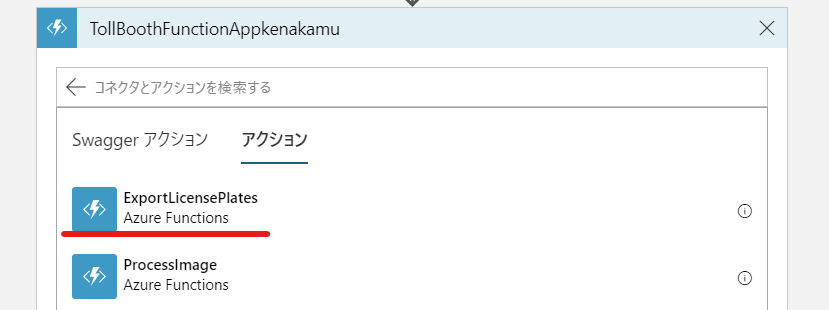 TollBoothFunctionAppkenakamu
コネクタとアクションを検索する
Swagger アクション アクション
ExportLicensePlates
Azure Functions
ProcessImage
Azure Functions